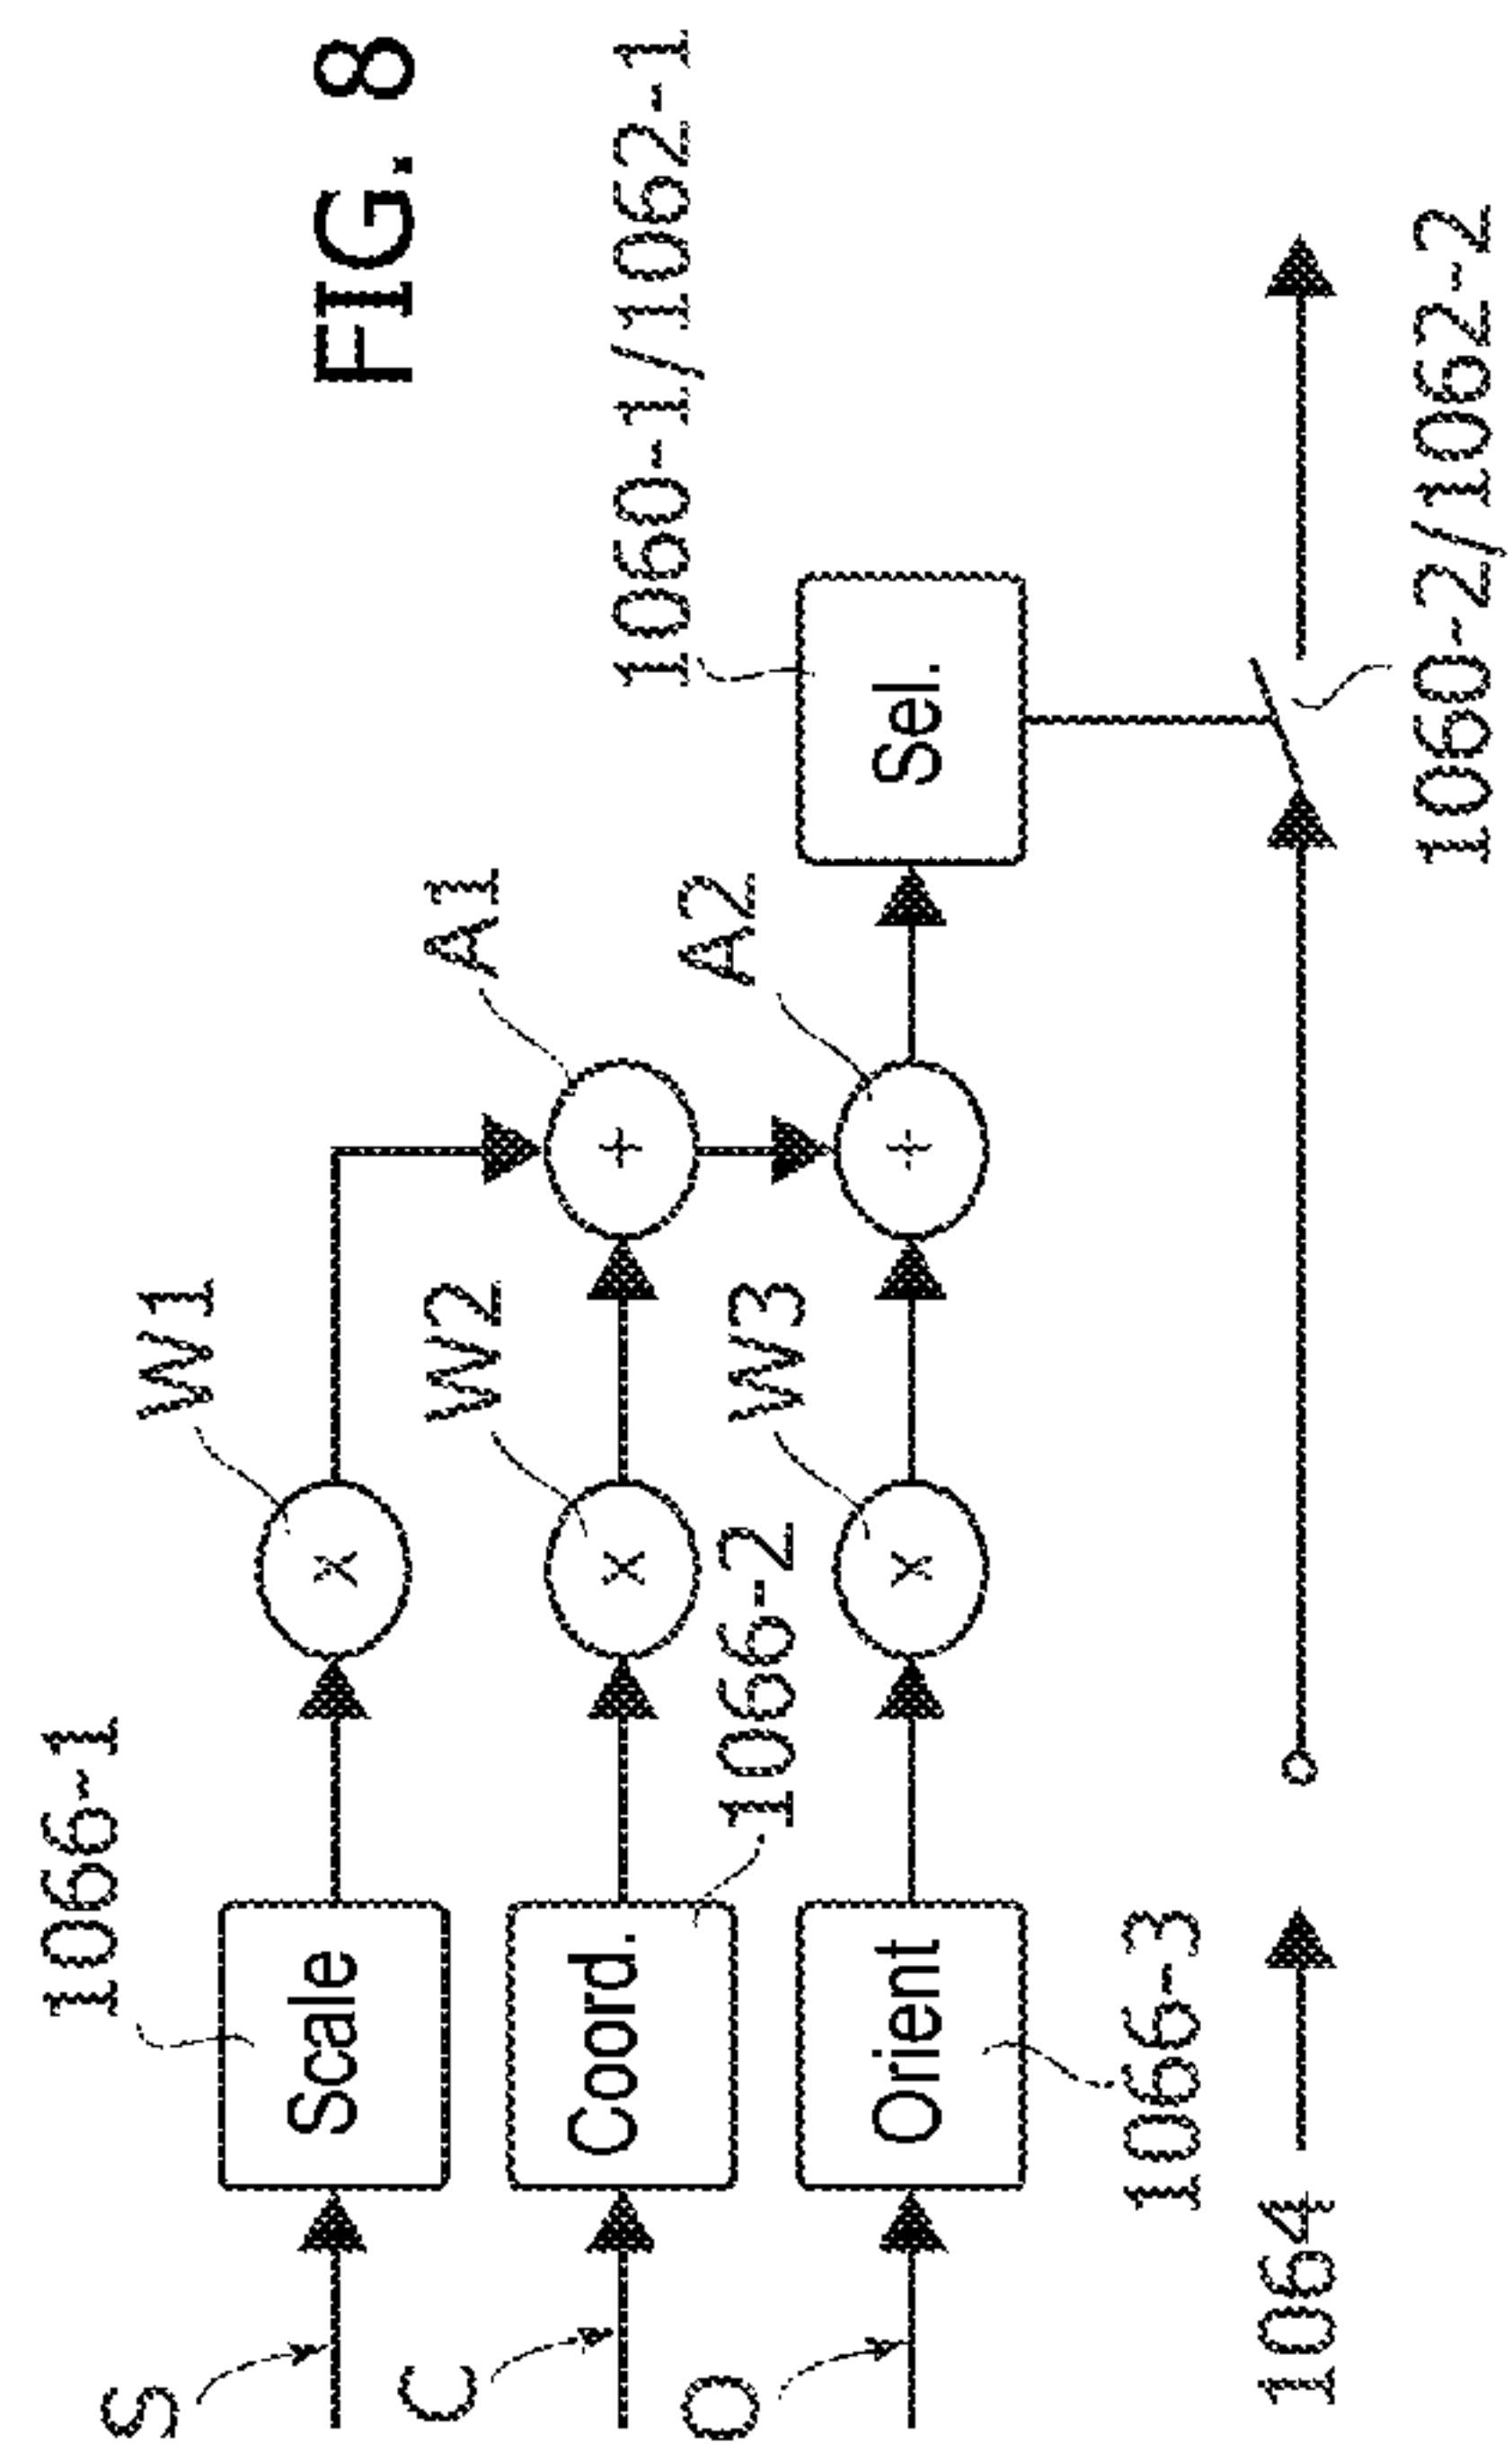 FIG. 8
S
1066-1
Scale
W1
x
C
Coord.
1066-2
W2
x
A1
+
O
Orient
1066-3
W3
x
A2
+
Sel.
1060-1/1062-1
1064
1060-2/1062-2